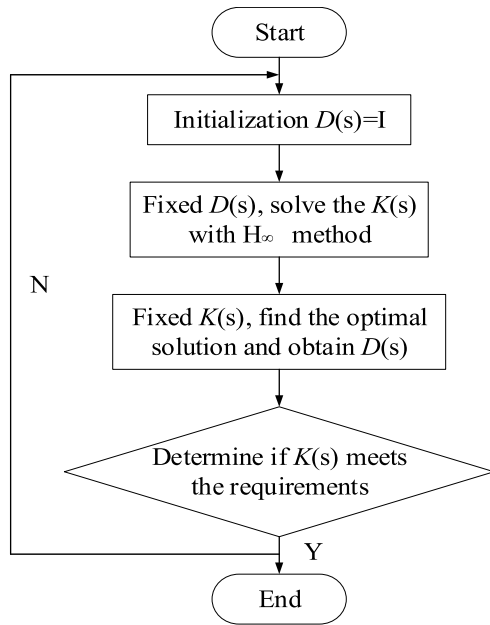 Start
Initialization D(s)=I
Fixed D(s), solve the K(s)
with H∞ method
N
Fixed K(s), find the optimal
solution and obtain D(s)
Determine if K(s) meets
the requirements
Y
End